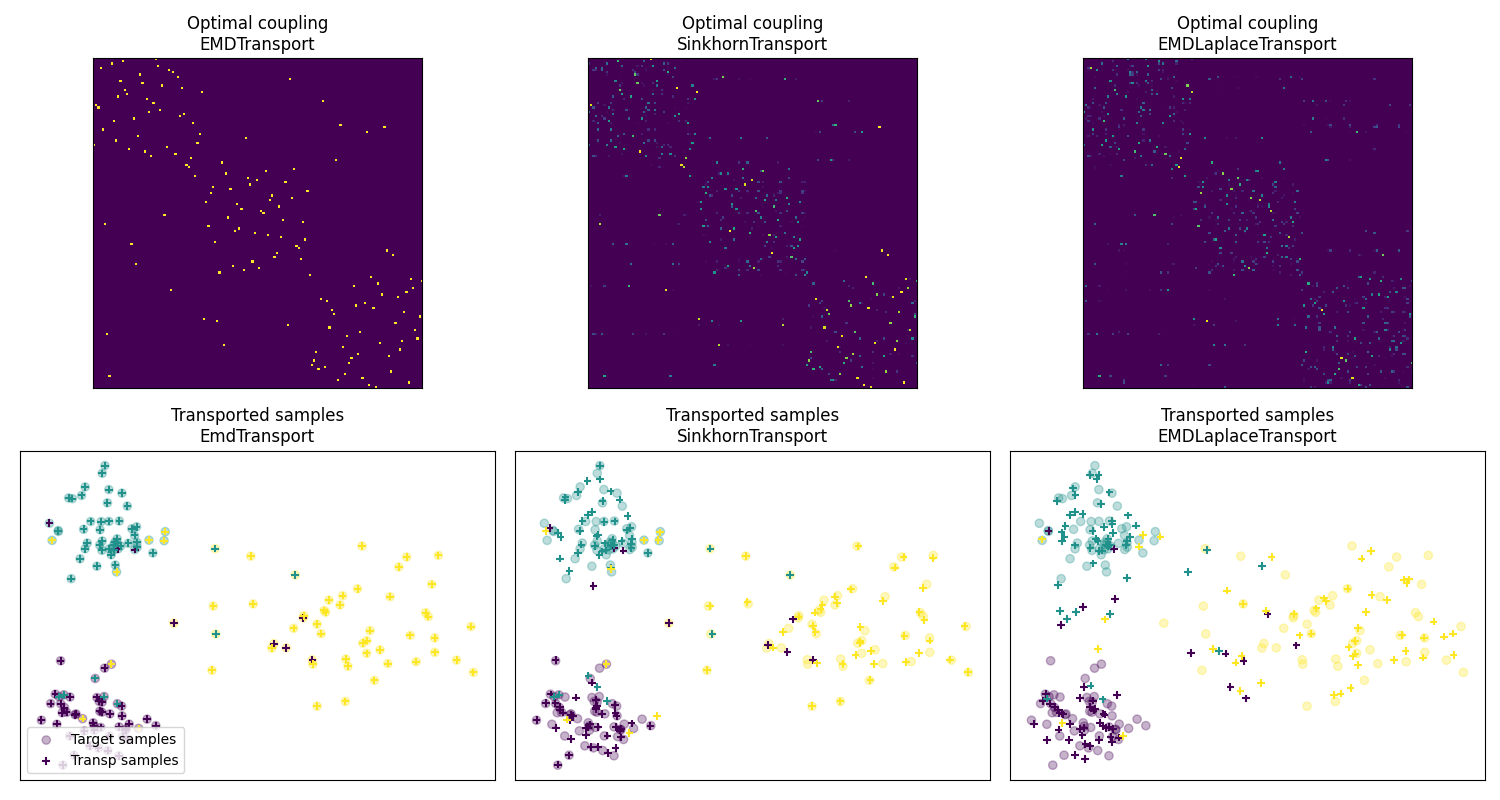 Optimal coupling
EMDTransport
Optimal coupling
SinkhornTransport
Optimal coupling
EMDLaplaceTransport
Transported samples
EmdTransport
Transported samples
SinkhornTransport
Transported samples
EMDLaplaceTransport
Target samples
Transp samples